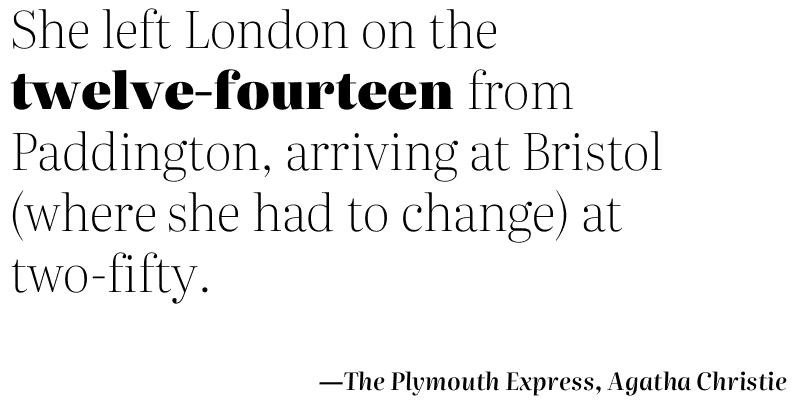 She left London on the
twelve-fourteen from
Paddington, arriving at Bristol
(where she had to change) at
two-fifty.
—The Plymouth Express, Agatha Christie